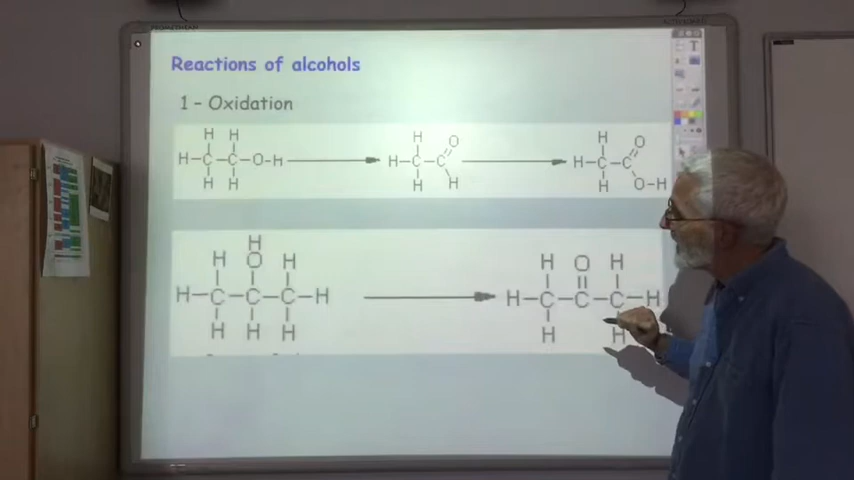 Reactions of alcohols
1 - Oxidation
H H H O
H-C-C-O-H H-C-C H-C-C
H H H H H O-H
H
H O H H O H
H-C-C-C-H H-C-C-C-H
H H H H H